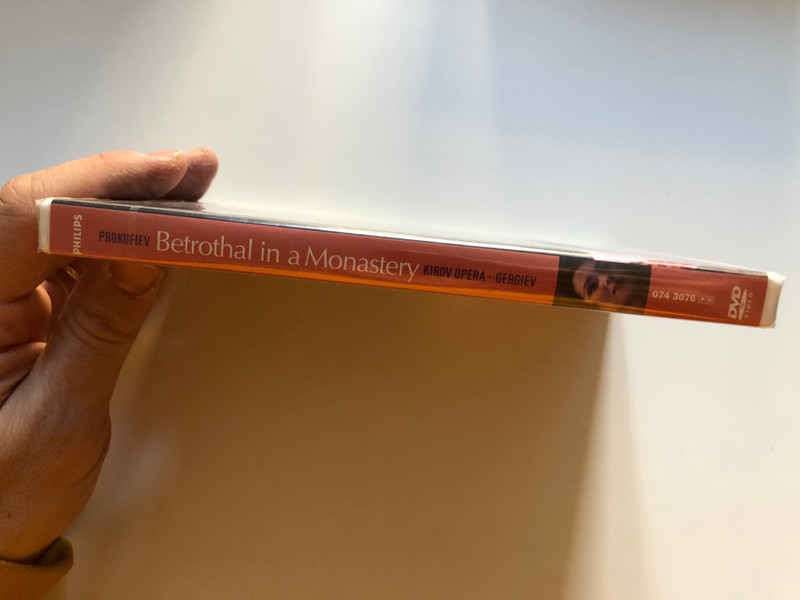 PHILIPS
PROKOFIEV Betrothal in a Monastery KIROV OPERA - GERGIEV
074 3076
DVD
VIDEO